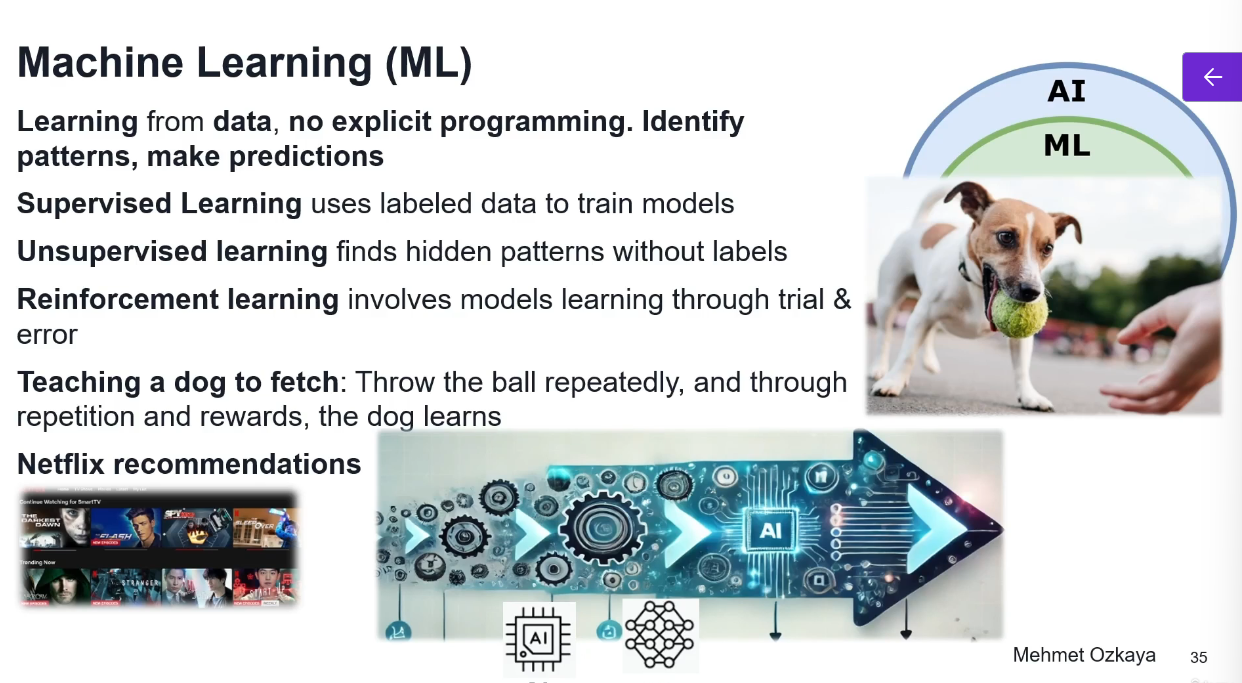 Machine Learning (ML)
Learning from data, no explicit programming. Identify
patterns, make predictions
Supervised Learning uses labeled data to train models
Unsupervised learning finds hidden patterns without labels
Reinforcement learning involves models learning through trial &
error
Teaching a dog to fetch: Throw the ball repeatedly, and through
repetition and rewards, the dog learns
Netflix recommendations
AI
ML
Continue Watching for SmartTV
THE
DARKEST
DAWN
FLASH
SPY
OVER
Trending Now
STRANGER
AI
AI
Mehmet Ozkaya
35